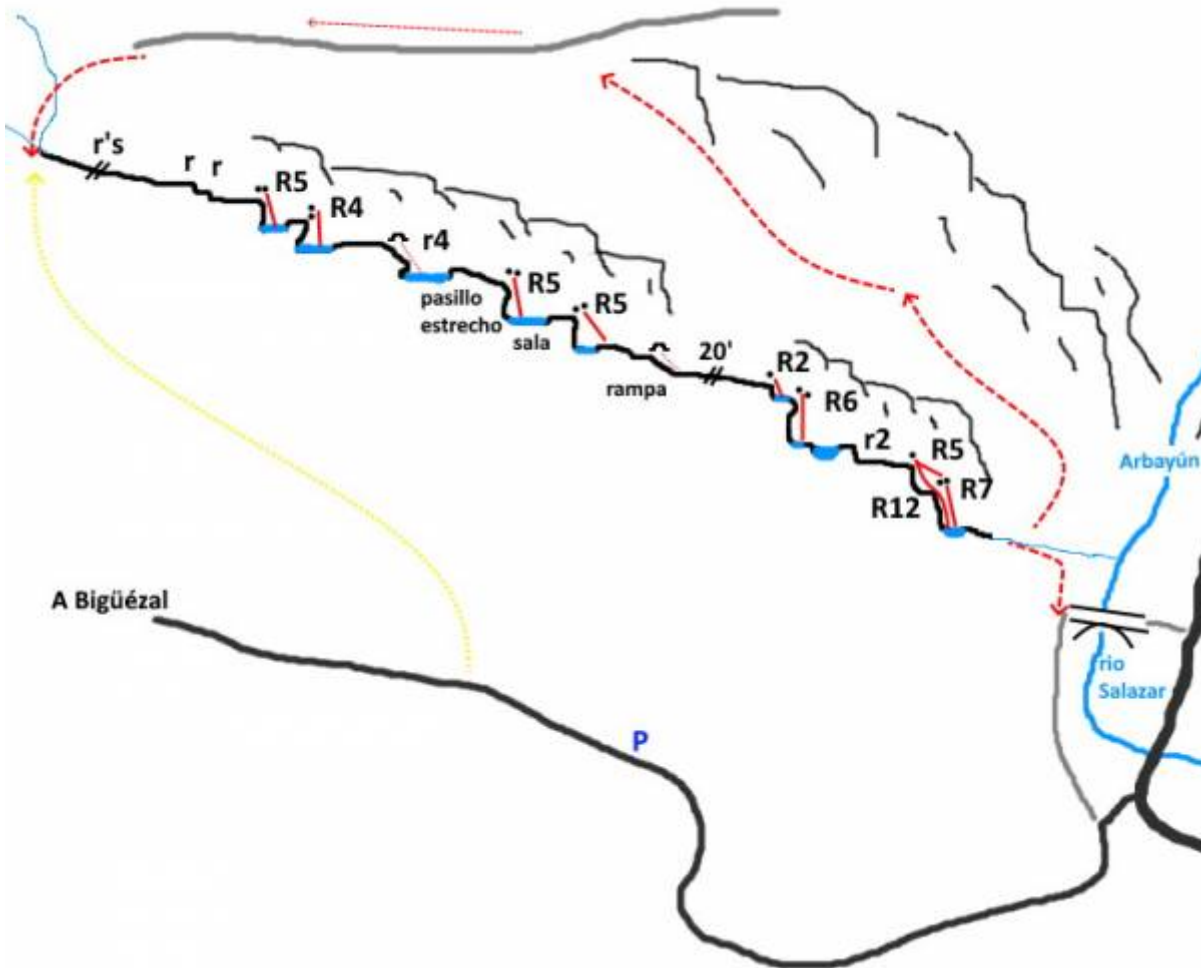 r's
r r
R5
R4
r4
R5
pasillo
estrecho
sala
R5
rampa
20'
R2
R6
r2
R5
R7
R12
Arbayún
A Bigüézal
rio
Salazar
P